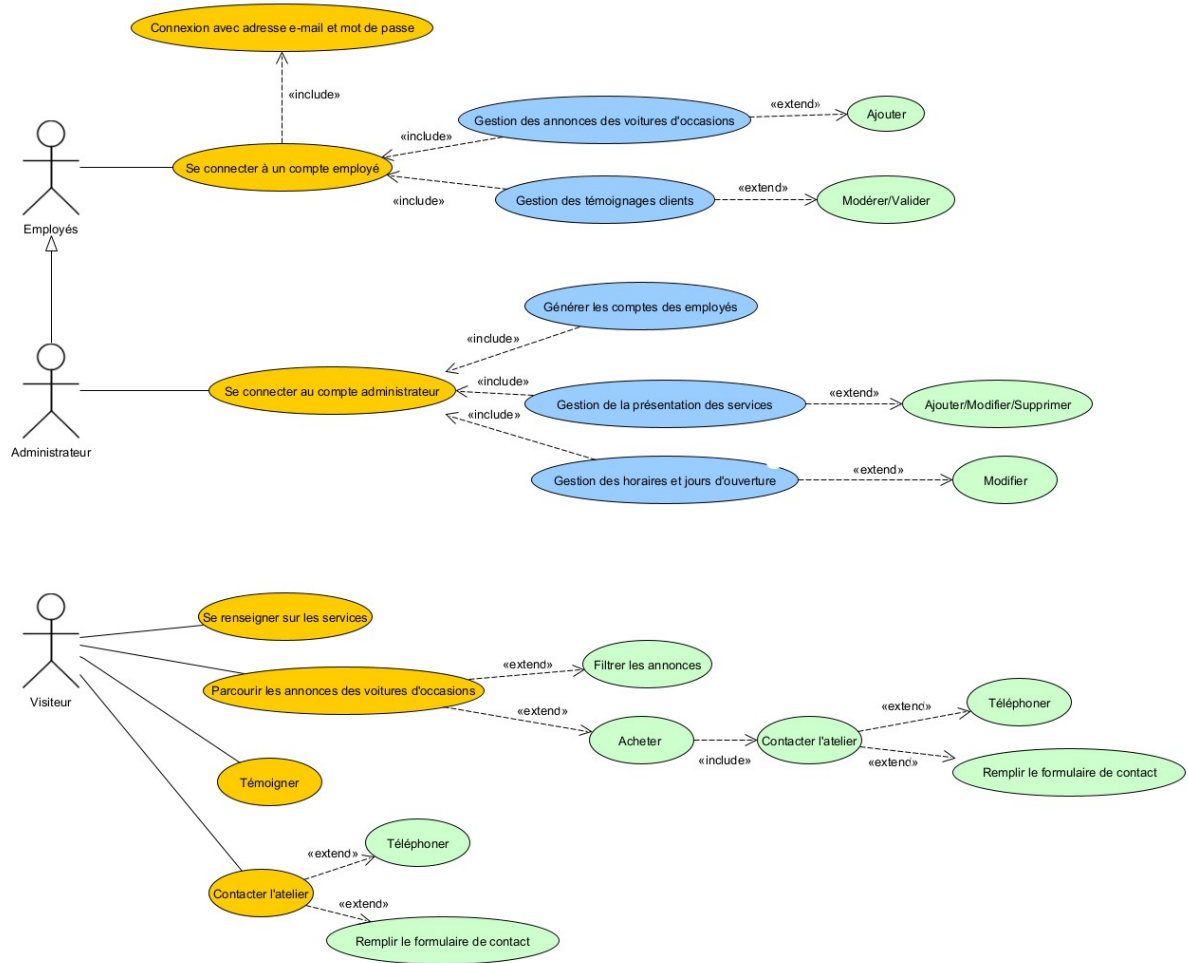 Connexion avec adresse e-mail et mot de passe
«include»
Gestion des annonces des voitures d'occasions
«extend»
Ajouter
«include»
Se connecter à un compte employé
«include»
Gestion des témoignages clients
«extend»
Modérer/Valider
Employés
Générer les comptes des employés
«include»
Se connecter au compte administrateur
«include»
Gestion de la présentation des services
«extend»
Ajouter/Modifier/Supprimer
«include»
Administrateur
Gestion des horaires et jours d'ouverture
«extend»
Modifier
Se renseigner sur les services
Visiteur
Parcourir les annonces des voitures d'occasions
«extend»
Filtrer les annonces
«extend»
Acheter
«include»
Contacter l'atelier
«extend»
Téléphoner
«extend»
Remplir le formulaire de contact
Témoigner
Contacter l'atelier
«extend»
Téléphoner
«extend»
Remplir le formulaire de contact